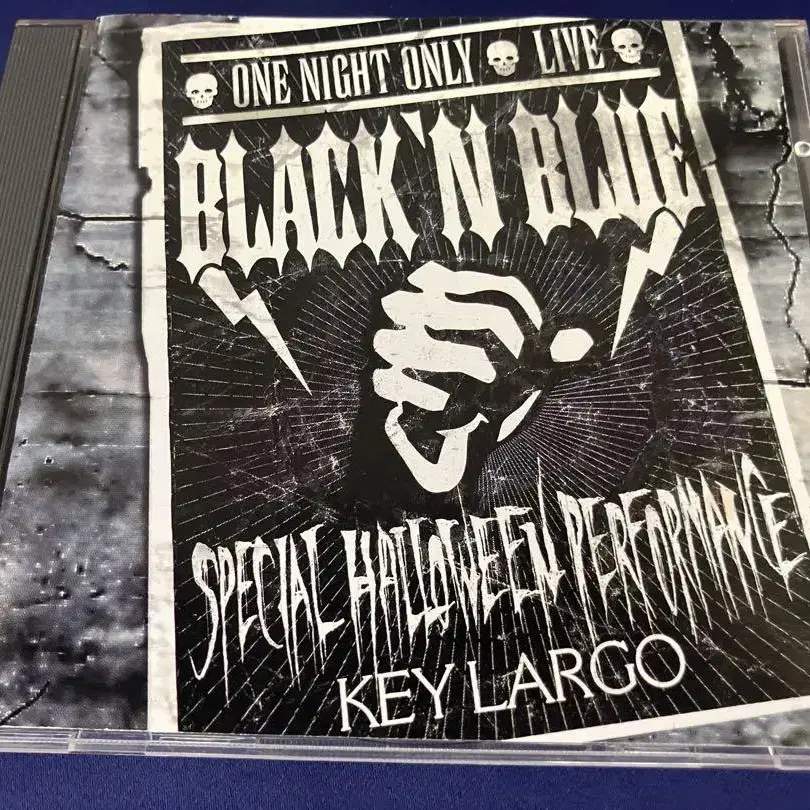 ONE NIGHT ONLY LIVE
BLACK'N BLUE
SPECIAL HALLOWEEN PERFORMANCE
KEY LARGO